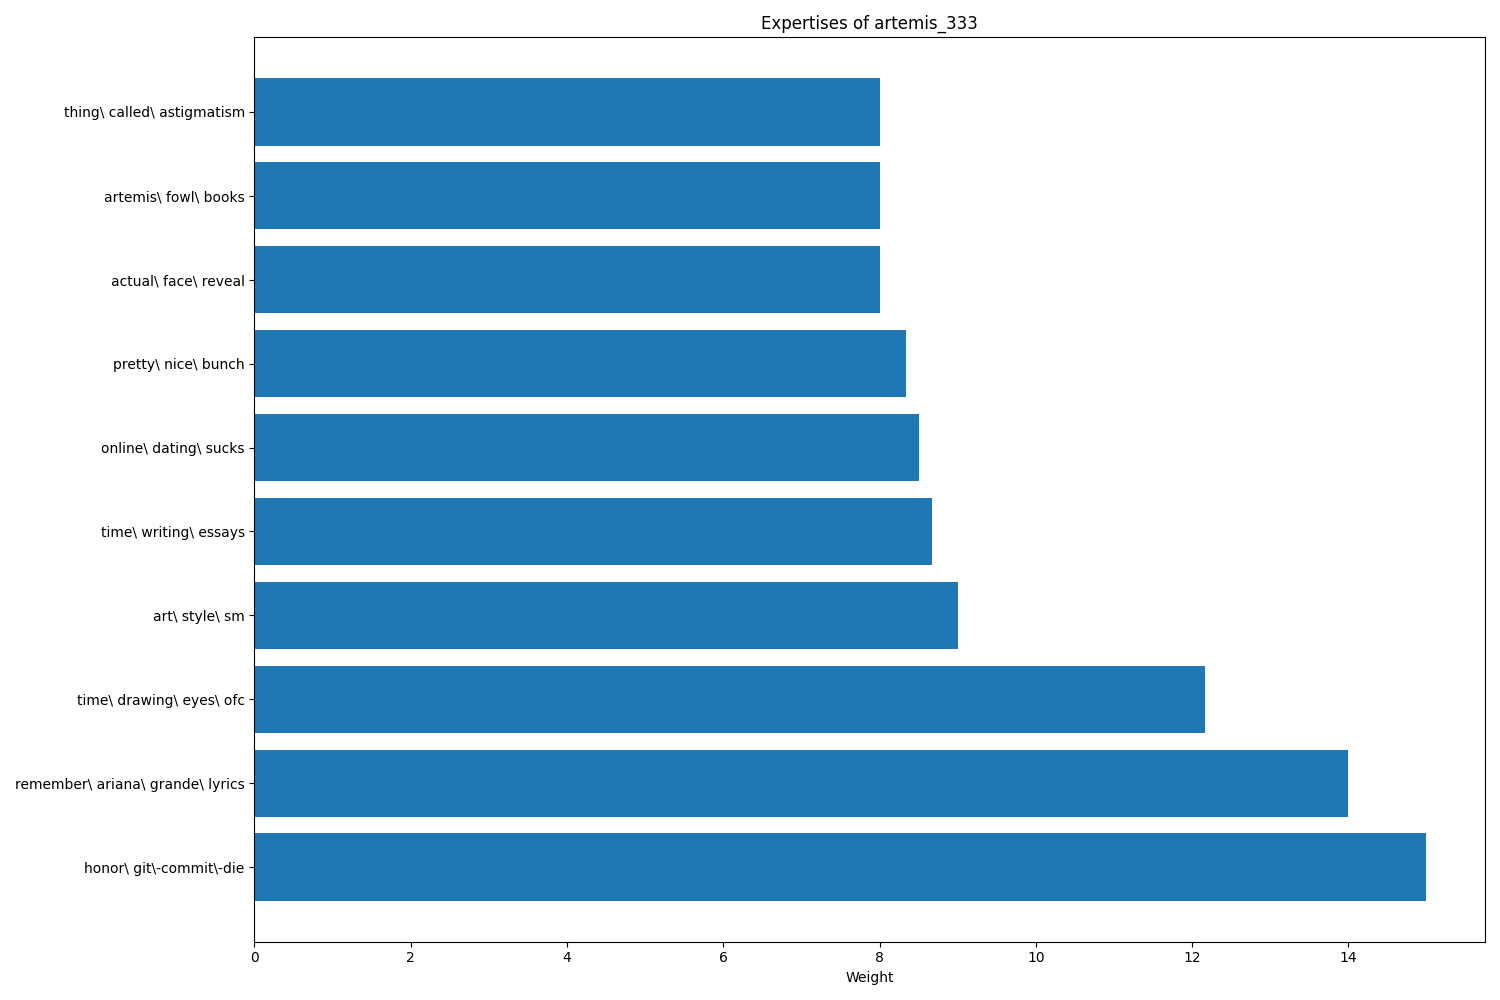 Expertises of artemis_333
thing\ called\ astigmatism
artemis\ fowl\ books
actual\ face\ reveal
pretty\ nice\ bunch
online\ dating\ sucks
time\ writing\ essays
art\ style\ sm
time\ drawing\ eyes\ ofc
remember\ ariana\ grande\ lyrics
honor\ git\-commit\-die
0 2 4 6 8 10 12 14
Weight